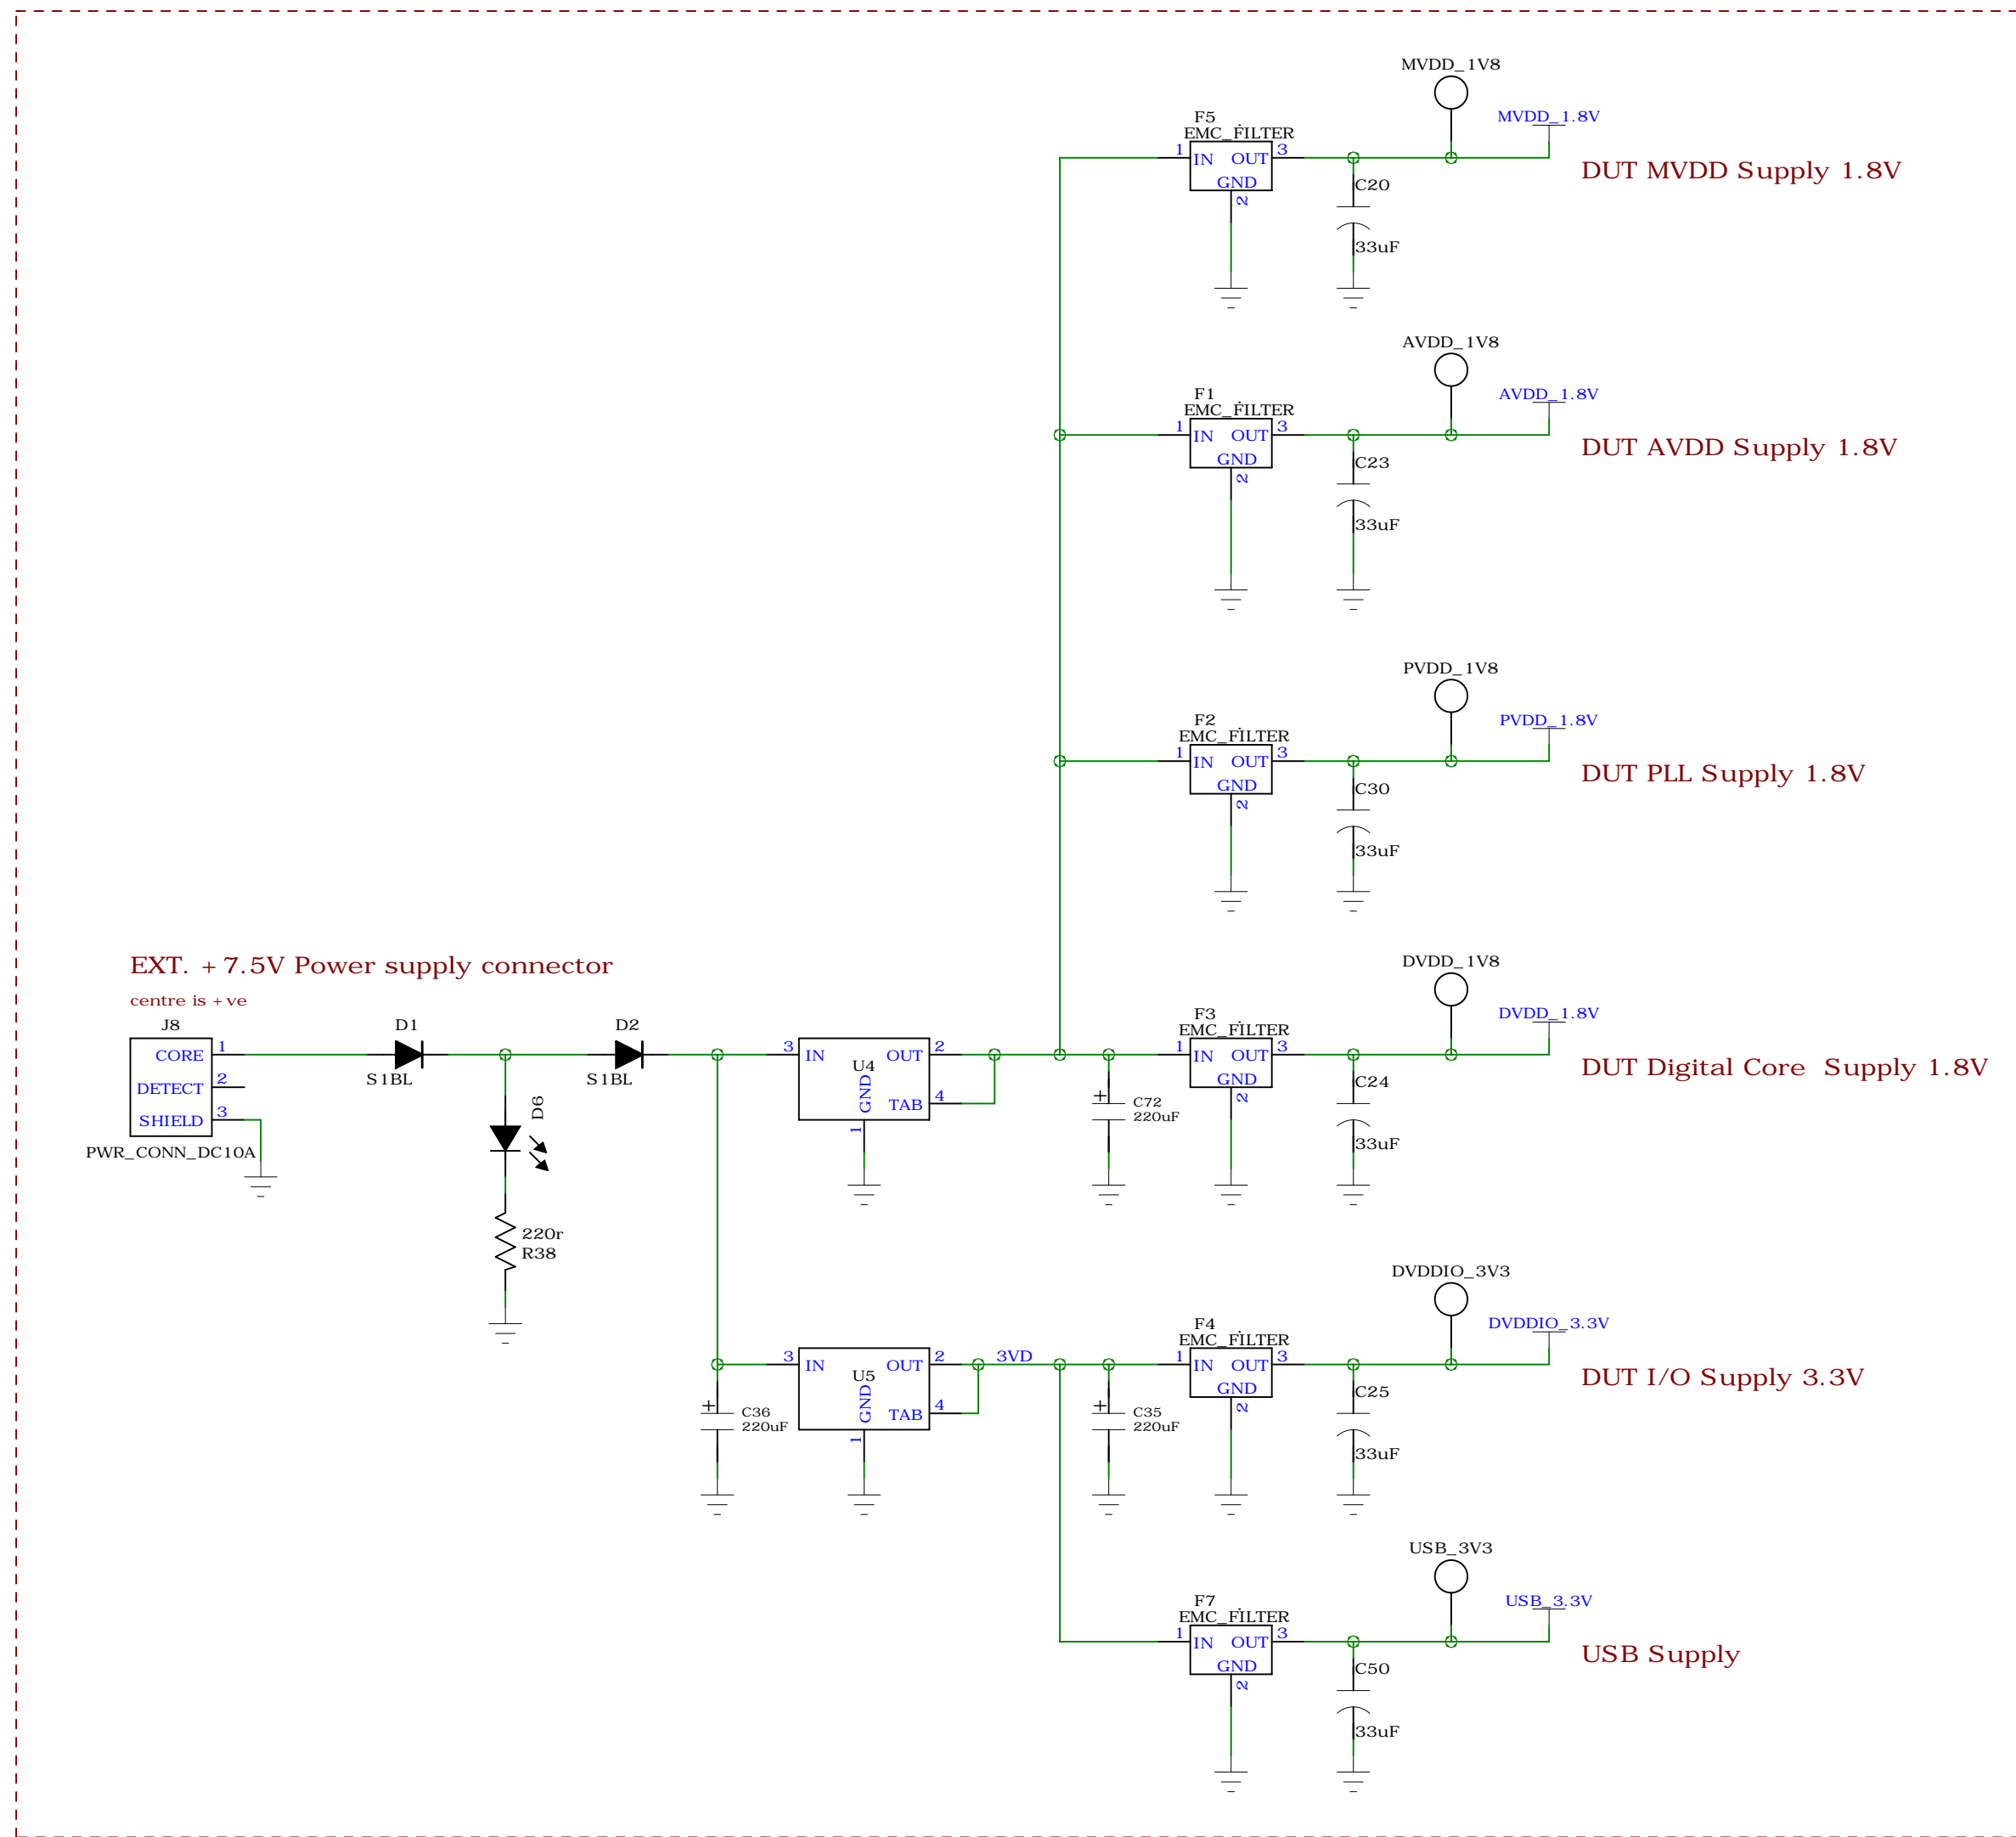 MVDD_1V8
MVDD_1.8V
F5
EMC_FILTER
1
IN
OUT
3
GND
2
C20
33uF
DUT MVDD Supply 1.8V
AVDD_1V8
AVDD_1.8V
F1
EMC_FILTER
1
IN
OUT
3
GND
2
C23
33uF
DUT AVDD Supply 1.8V
PVDD_1V8
PVDD_1.8V
F2
EMC_FILTER
1
IN
OUT
3
GND
2
C30
33uF
DUT PLL Supply 1.8V
EXT. +7.5V Power supply connector
centre is +ve
J8
CORE
1
DETECT
2
SHIELD
3
PWR_CONN_DC10A
D1
S1BL
D2
S1BL
D6
220r
R38
3
IN
OUT
2
U4
GND
TAB
4
1
+
C72
220uF
DVDD_1V8
DVDD_1.8V
F3
EMC_FILTER
1
IN
OUT
3
GND
2
C24
33uF
DUT Digital Core Supply 1.8V
+
C36
220uF
3
IN
OUT
2
U5
GND
TAB
4
1
3VD
+
C35
220uF
DVDDIO_3V3
DVDDIO_3.3V
F4
EMC_FILTER
1
IN
OUT
3
GND
2
C25
33uF
DUT I/O Supply 3.3V
USB_3V3
USB_3.3V
F7
EMC_FILTER
1
IN
OUT
3
GND
2
C50
33uF
USB Supply